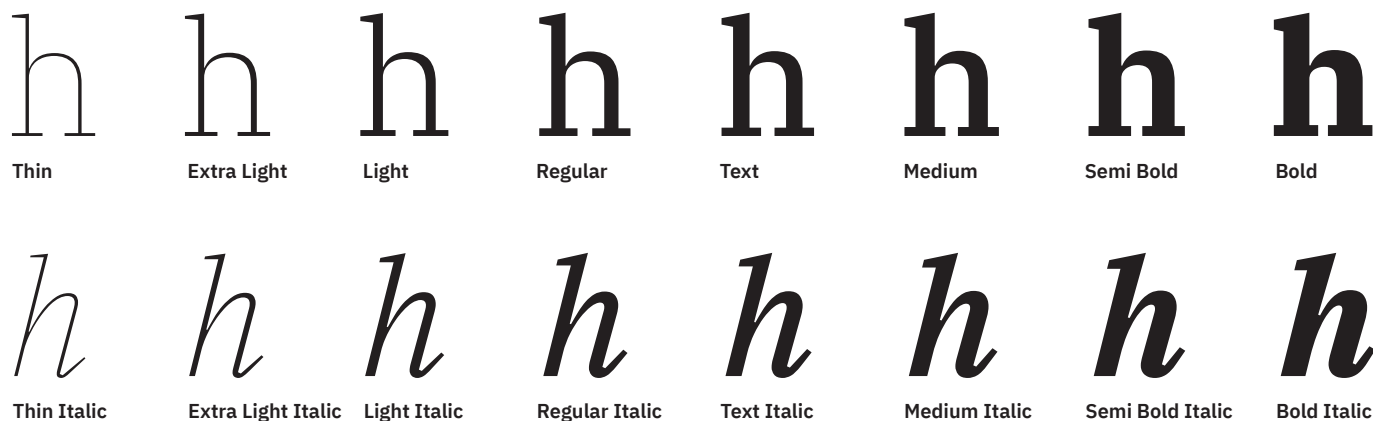 h h h h h h h h
Thin Extra Light Light Regular Text Medium Semi Bold Bold
h h h h h h h h
Thin Italic Extra Light Italic Light Italic Regular Italic Text Italic Medium Italic Semi Bold Italic Bold Italic